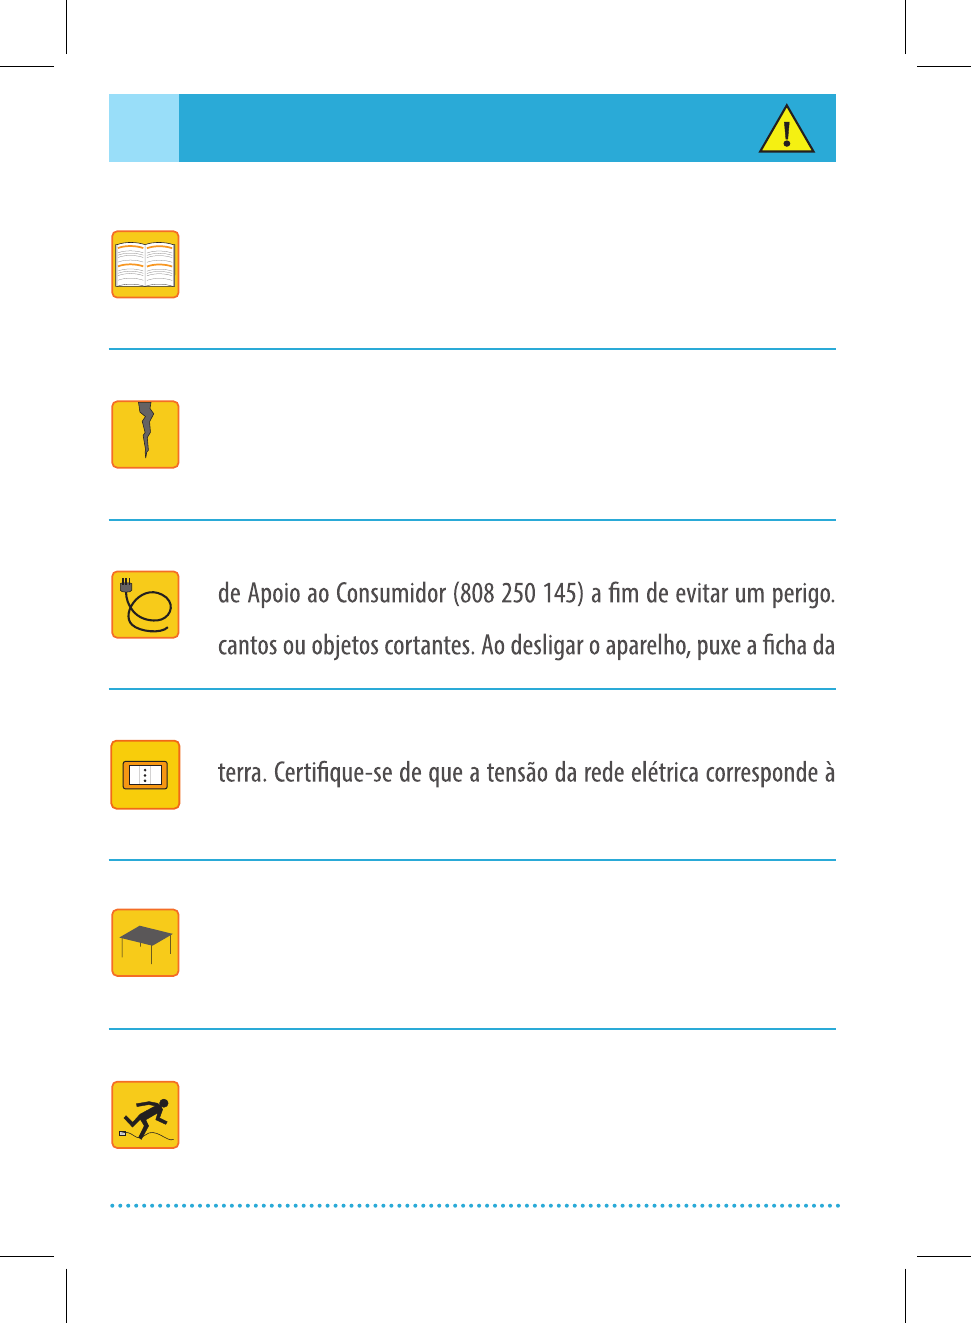 de Apoio ao Consumidor (808 250 145) a fim de evitar um perigo.
cantos ou objetos cortantes. Ao desligar o aparelho, puxe a ficha da
terra. Certifique-se de que a tensão da rede elétrica corresponde à